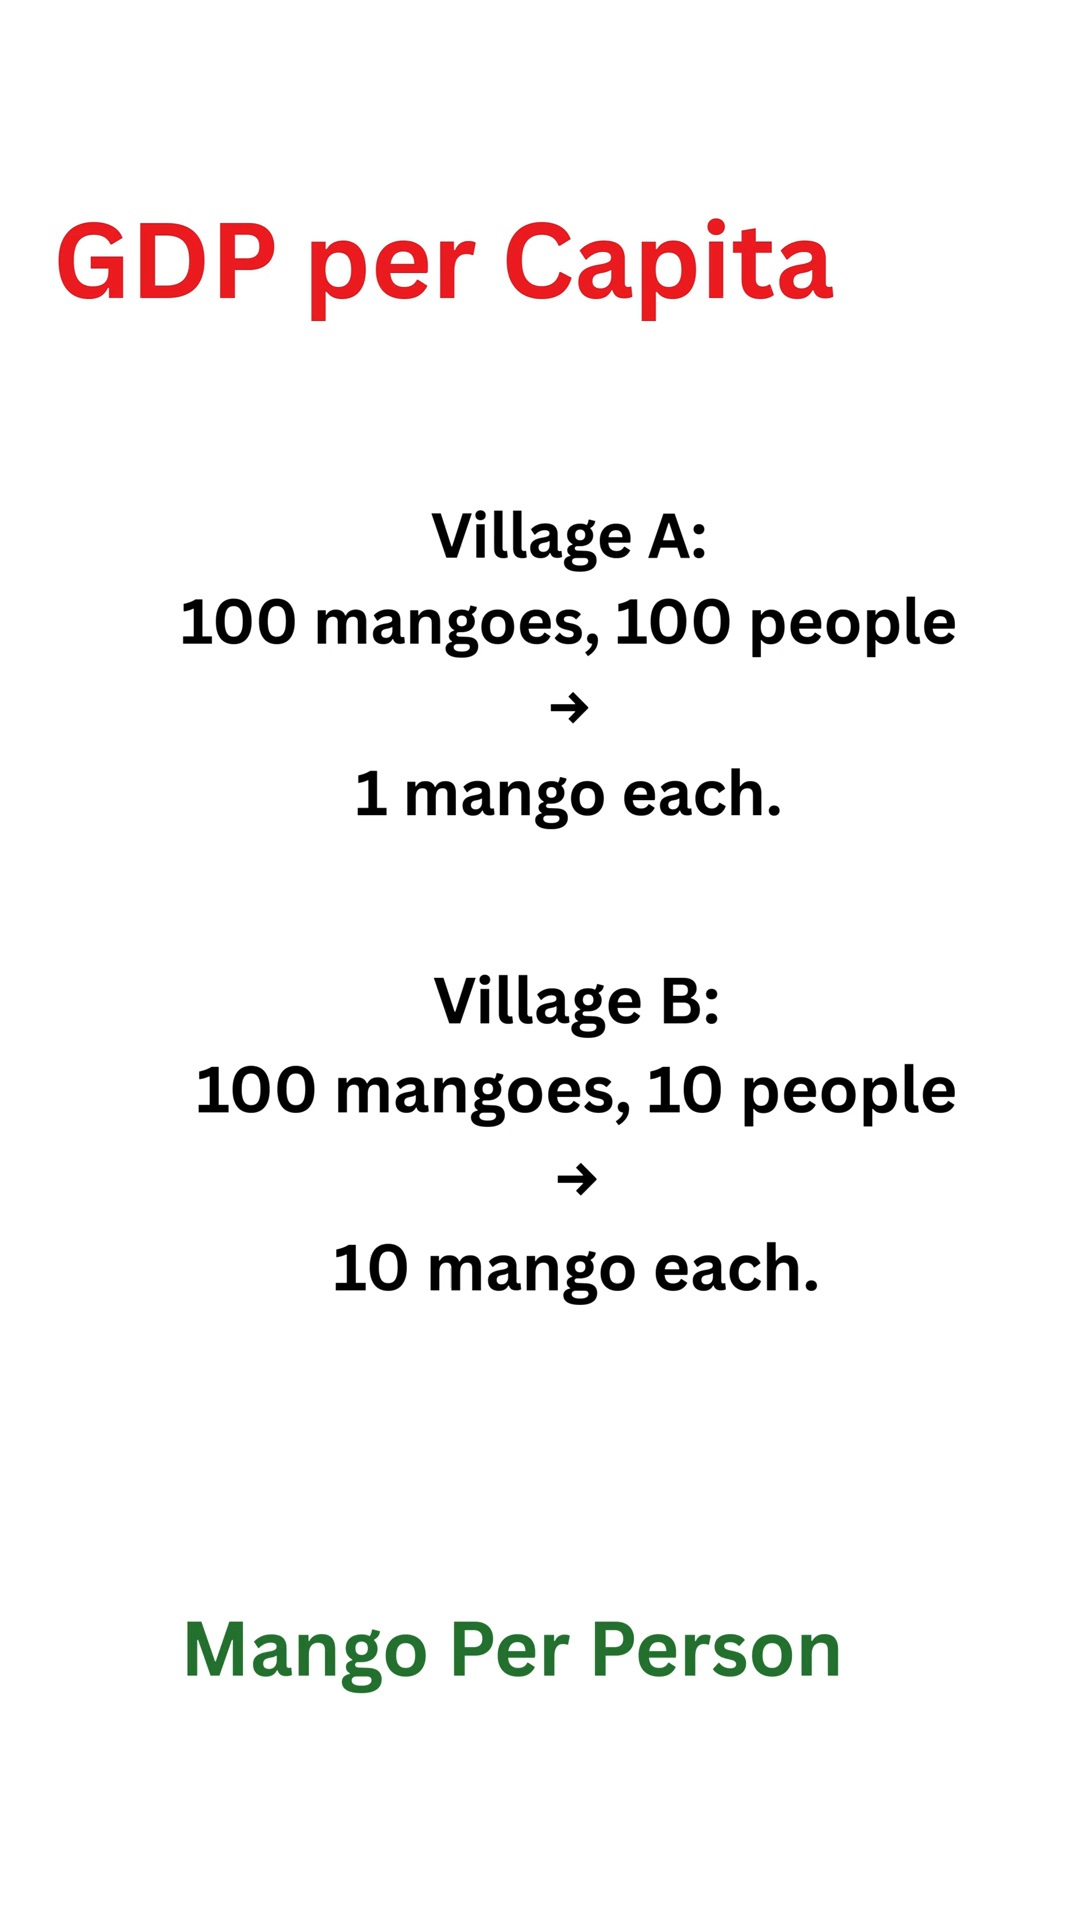 GDP per Capita
Village A:
100 mangoes, 100 people
→
1 mango each.
Village B:
100 mangoes, 10 people
→
10 mango each.
Mango Per Person